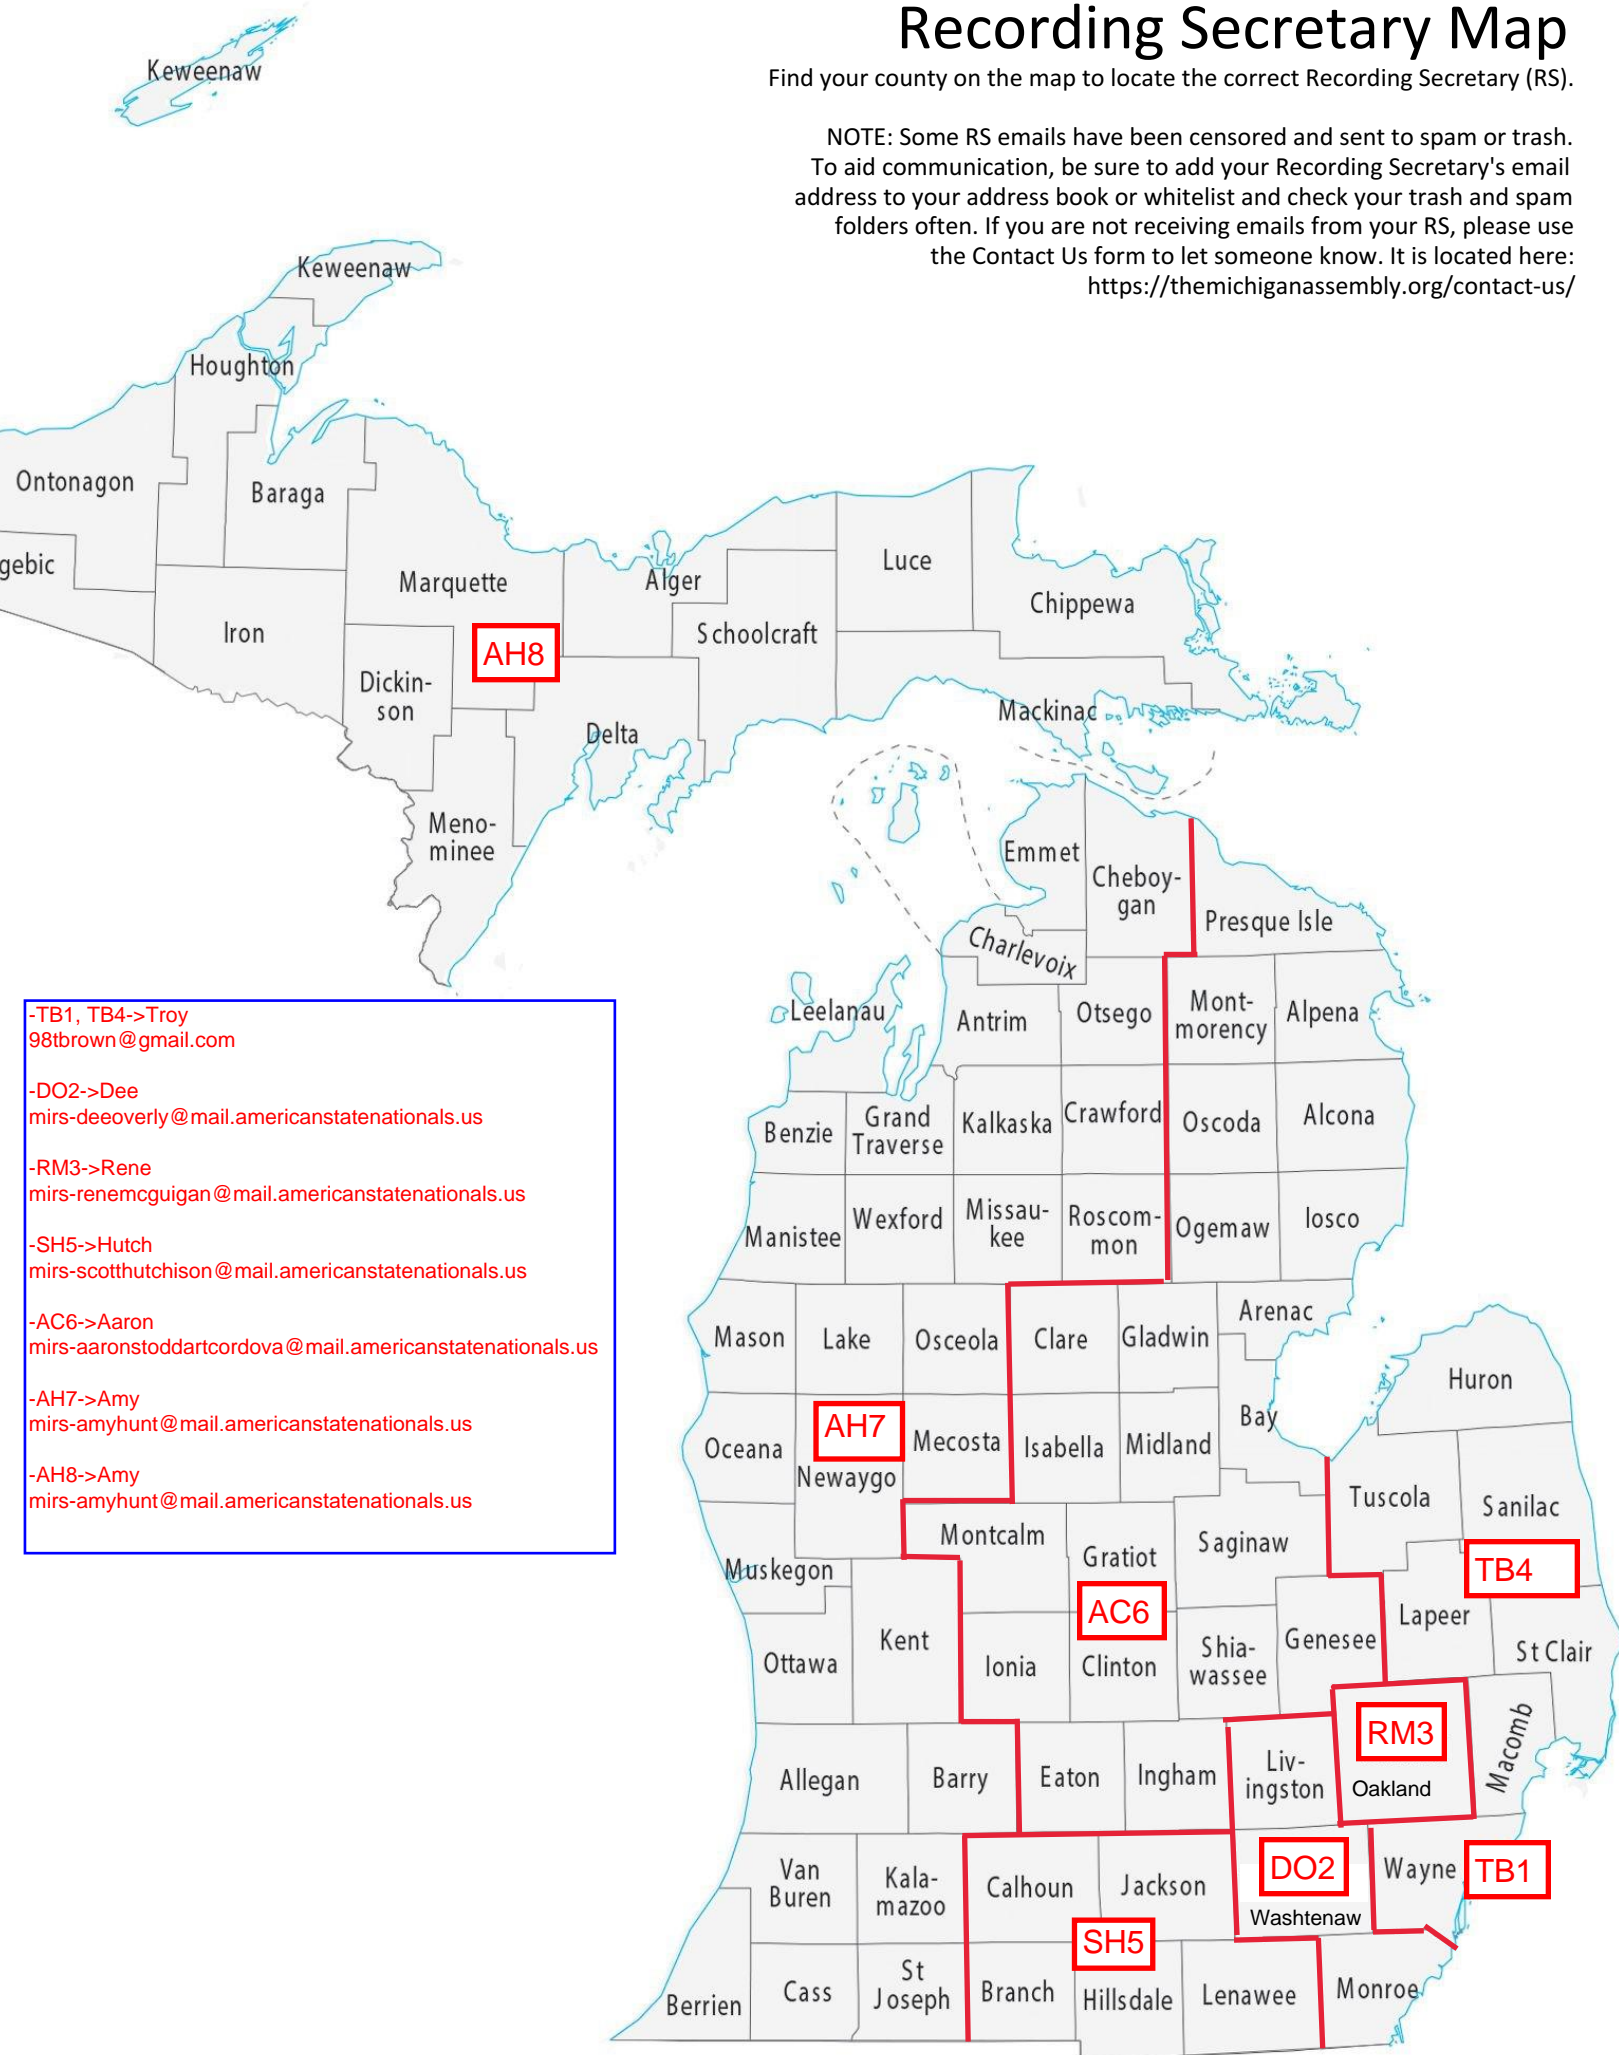 Recording Secretary Map
Find your county on the map to locate the correct Recording Secretary (RS).
NOTE: Some RS emails have been censored and sent to spam or trash.
To aid communication, be sure to add your Recording Secretary's email
address to your address book or whitelist and check your trash and spam
folders often. If you are not receiving emails from your RS, please use
the Contact Us form to let someone know. It is located here:
https://themichiganassembly.org/contact-us/
Keweenaw
Keweenaw
Houghton
Ontonagon
Baraga
gebic
Marquette
Alger
Luce
Chippewa
Iron
Schoolcraft
AH8
Dickin-
son
Delta
Mackinac
Meno-
minee
Emmet
Cheboy-
gan
Presque Isle
Charlevoix
Leelanau
Antrim
Otsego
Mont-
morency
Alpena
Benzie
Grand
Traverse
Kalkaska
Crawford
Oscoda
Alcona
Manistee
Wexford
Missau-
kee
Roscom-
mon
Ogemaw
Iosco
-TB1, TB4->Troy
98tbrown@gmail.com
-DO2->Dee
mirs-deeoverly@mail.americanstatenationals.us
-RM3->Rene
mirs-renemcguigan@mail.americanstatenationals.us
-SH5->Hutch
mirs-scotthutchison@mail.americanstatenationals.us
-AC6->Aaron
mirs-aaronstoddartcordova@mail.americanstatenationals.us
-AH7->Amy
mirs-amyhunt@mail.americanstatenationals.us
-AH8->Amy
mirs-amyhunt@mail.americanstatenationals.us
Mason
Lake
Osceola
Clare
Gladwin
Arenac
Huron
Oceana
AH7
Newaygo
Mecosta
Isabella
Midland
Bay
Tuscola
Sanilac
Muskegon
Montcalm
Gratiot
Saginaw
TB4
AC6
Lapeer
Ottawa
Kent
Ionia
Clinton
Shia-
wassee
Genesee
St Clair
Allegan
Barry
Eaton
Ingham
Liv-
ingston
RM3
Oakland
Macomb
Van
Buren
Kala-
mazoo
Calhoun
Jackson
DO2
Washtenaw
Wayne
TB1
SH5
Berrien
Cass
St
Joseph
Branch
Hillsdale
Lenawee
Monroe